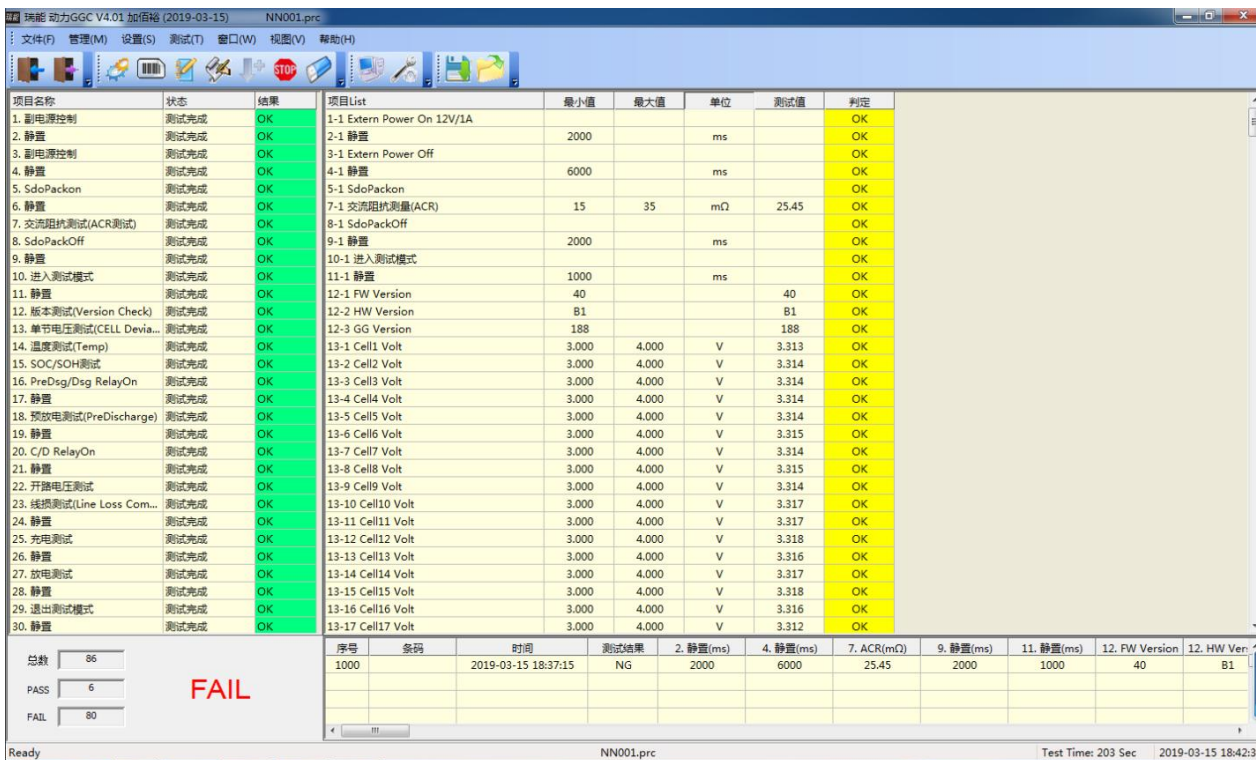 瑞能 动力GGC V4.01 加佰裕 (2019-03-15) NN001.prc
文件(F) 管理(M) 设置(S) 测试(T) 窗口(W) 视图(V) 帮助(H)
STOP
项目名称 状态 结果 项目List 最小值 最大值 单位 测试值 判定
1. 副电源控制 测试完成 OK 1-1 Extern Power On 12V/1A OK
2. 静置 测试完成 OK 2-1 静置 2000 ms OK
3. 副电源控制 测试完成 OK 3-1 Extern Power Off OK
4. 静置 测试完成 OK 4-1 静置 6000 ms OK
5. SdoPackon 测试完成 OK 5-1 SdoPackon OK
6. 静置 测试完成 OK 7-1 交流阻抗测量(ACR) 15 35 mΩ 25.45 OK
7. 交流阻抗测试(ACR测试) 测试完成 OK 8-1 SdoPackOff OK
8. SdoPackOff 测试完成 OK 9-1 静置 2000 ms OK
9. 静置 测试完成 OK 10-1 进入测试模式 OK
10. 进入测试模式 测试完成 OK 11-1 静置 1000 ms OK
11. 静置 测试完成 OK 12-1 FW Version 40 40 OK
12. 版本测试(Version Check) 测试完成 OK 12-2 HW Version B1 B1 OK
13. 单节电压测试(CELL Devia... 测试完成 OK 12-3 GG Version 188 188 OK
14. 温度测试(Temp) 测试完成 OK 13-1 Cell1 Volt 3.000 4.000 V 3.313 OK
15. SOC/SOH测试 测试完成 OK 13-2 Cell2 Volt 3.000 4.000 V 3.314 OK
16. PreDsg/Dsg RelayOn 测试完成 OK 13-3 Cell3 Volt 3.000 4.000 V 3.314 OK
17. 静置 测试完成 OK 13-4 Cell4 Volt 3.000 4.000 V 3.314 OK
18. 预放电测试(PreDischarge) 测试完成 OK 13-5 Cell5 Volt 3.000 4.000 V 3.314 OK
19. 静置 测试完成 OK 13-6 Cell6 Volt 3.000 4.000 V 3.315 OK
20. C/D RelayOn 测试完成 OK 13-7 Cell7 Volt 3.000 4.000 V 3.314 OK
21. 静置 测试完成 OK 13-8 Cell8 Volt 3.000 4.000 V 3.315 OK
22. 开路电压测试 测试完成 OK 13-9 Cell9 Volt 3.000 4.000 V 3.314 OK
23. 线损测试(Line Loss Com... 测试完成 OK 13-10 Cell10 Volt 3.000 4.000 V 3.317 OK
24. 静置 测试完成 OK 13-11 Cell11 Volt 3.000 4.000 V 3.317 OK
25. 充电测试 测试完成 OK 13-12 Cell12 Volt 3.000 4.000 V 3.318 OK
26. 静置 测试完成 OK 13-13 Cell13 Volt 3.000 4.000 V 3.316 OK
27. 放电测试 测试完成 OK 13-14 Cell14 Volt 3.000 4.000 V 3.317 OK
28. 静置 测试完成 OK 13-15 Cell15 Volt 3.000 4.000 V 3.318 OK
29. 退出测试模式 测试完成 OK 13-16 Cell16 Volt 3.000 4.000 V 3.316 OK
30. 静置 测试完成 OK 13-17 Cell17 Volt 3.000 4.000 V 3.312 OK
总数 86
PASS 6
FAIL 80
FAIL
序号 条码 时间 测试结果 2. 静置(ms) 4. 静置(ms) 7. ACR(mΩ) 9. 静置(ms) 11. 静置(ms) 12. FW Version 12. HW Ver
1000 2019-03-15 18:37:15 NG 2000 6000 25.45 2000 1000 40 B1
Ready NN001.prc Test Time: 203 Sec 2019-03-15 18:42:3